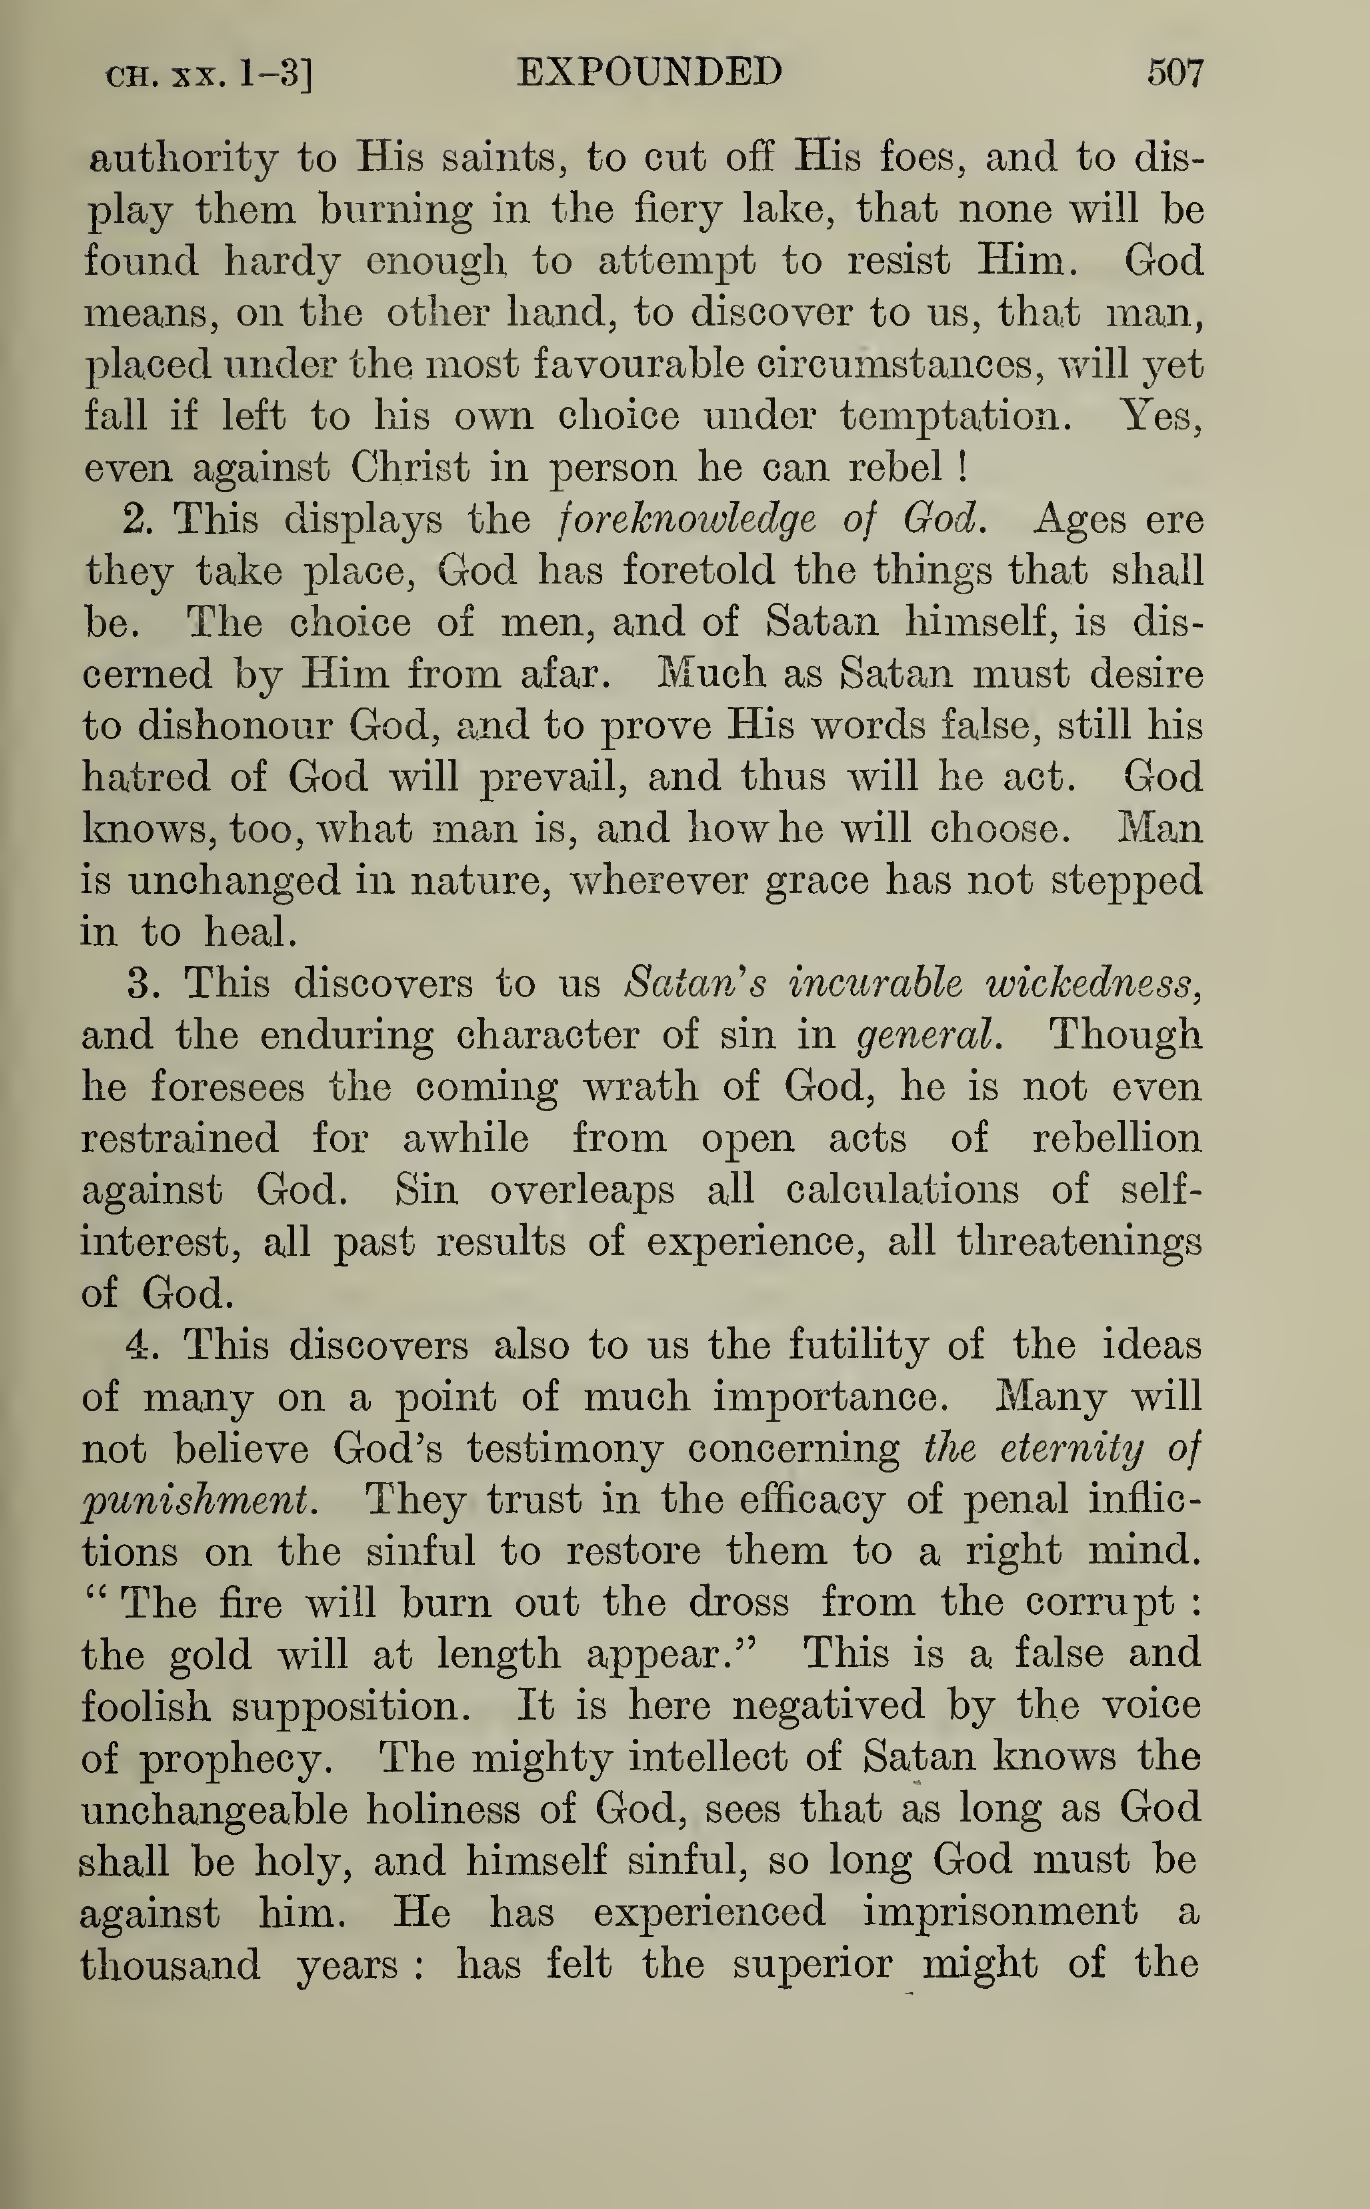 CH. XX. 1–3] EXPOUNDED 507
authority to His saints, to cut off His foes, and to dis-
play them burning in the fiery lake, that none will be
found hardy enough to attempt to resist Him. God
means, on the other hand, to discover to us, that man,
placed under the most favourable circumstances, will yet
fall if left to his own choice under temptation. Yes,
even against Christ in person he can rebel !
2. This displays the foreknowledge of God. Ages ere
they take place, God has foretold the things that shall
be. The choice of men, and of Satan himself, is dis-
cerned by Him from afar. Much as Satan must desire
to dishonour God, and to prove His words false, still his
hatred of God will prevail, and thus will he act. God
knows, too, what man is, and how he will choose. Man
is unchanged in nature, wherever grace has not stepped
in to heal.
3. This discovers to us Satan's incurable wickedness,
and the enduring character of sin in general. Though
he foresees the coming wrath of God, he is not even
restrained for awhile from open acts of rebellion
against God. Sin overleaps all calculations of self-
interest, all past results of experience, all threatenings
of God.
4. This discovers also to us the futility of the ideas
of many on a point of much importance. Many will
not believe God's testimony concerning the eternity of
punishment. They trust in the efficacy of penal inflic-
tions on the sinful to restore them to a right mind.
“ The fire will burn out the dross from the corrupt :
the gold will at length appear.” This is a false and
foolish supposition. It is here negatived by the voice
of prophecy. The mighty intellect of Satan knows the
unchangeable holiness of God, sees that as long as God
shall be holy, and himself sinful, so long God must be
against him. He has experienced imprisonment a
thousand years : has felt the superior might of the